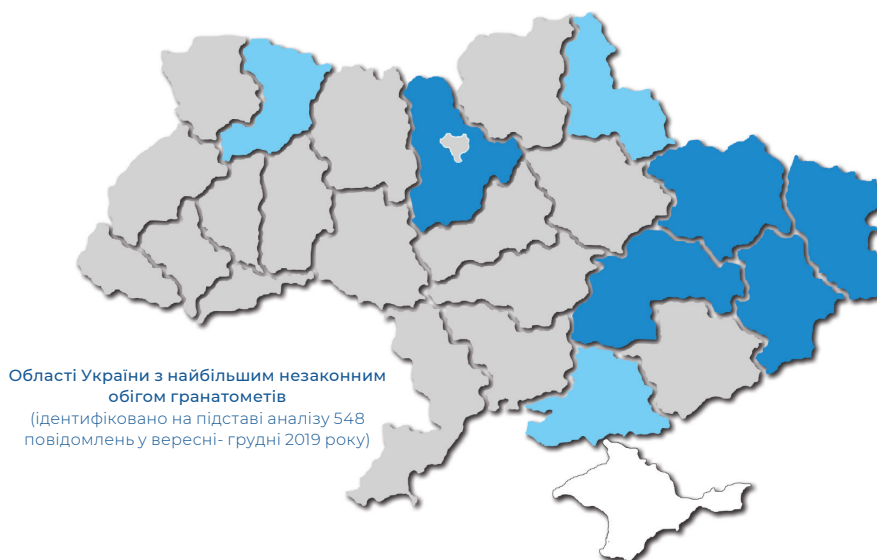 Області України з найбільшим незаконним
обігом гранатометів
(ідентифіковано на підставі аналізу 548
повідомлень у вересні- грудні 2019 року)